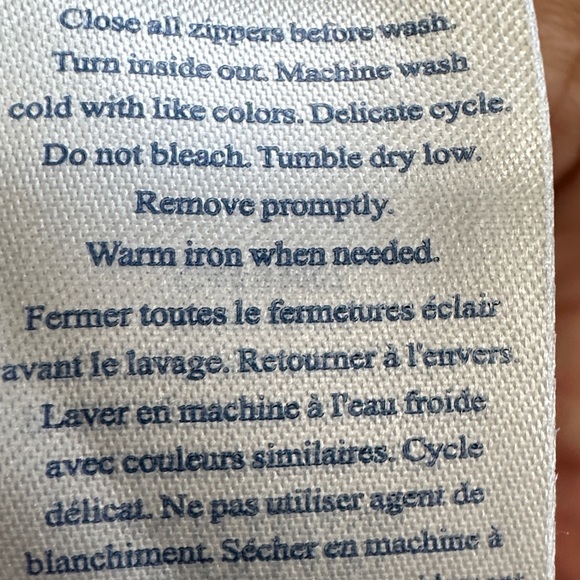 Close all zippers before wash.
Turn inside out. Machine wash
cold with like colors. Delicate cycle.
Do not bleach. Tumble dry low.
Remove promptly.
Warm iron when needed.
Fermer toutes le fermetures éclair
avant le lavage. Retourner à l'envers.
Laver en machine à l'eau froide
avec couleurs similaires. Cycle
délicat. Ne pas utiliser agent de
blanchiment. Sécher en machine à